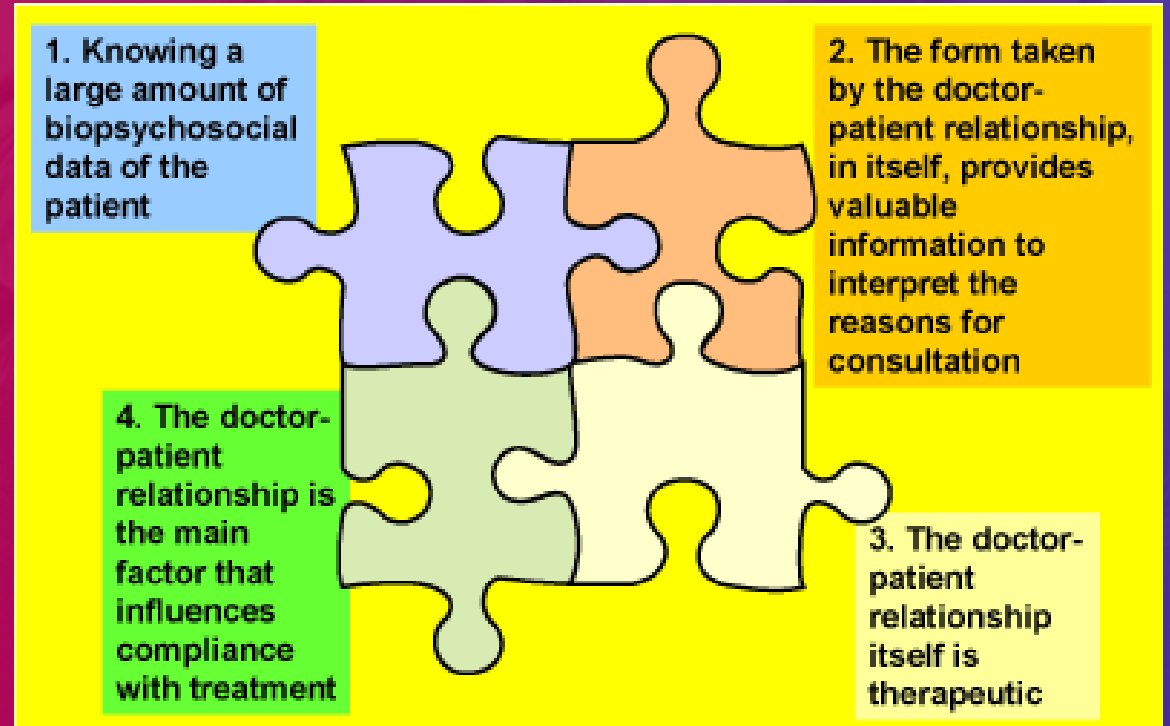 1. Knowing a
large amount of
biopsychosocial
data of the
patient
2. The form taken
by the doctor-
patient relationship,
in itself, provides
valuable
information to
interpret the
reasons for
consultation
3. The doctor-
patient
relationship
itself is
therapeutic
4. The doctor-
patient
relationship is
the main
factor that
influences
compliance
with treatment